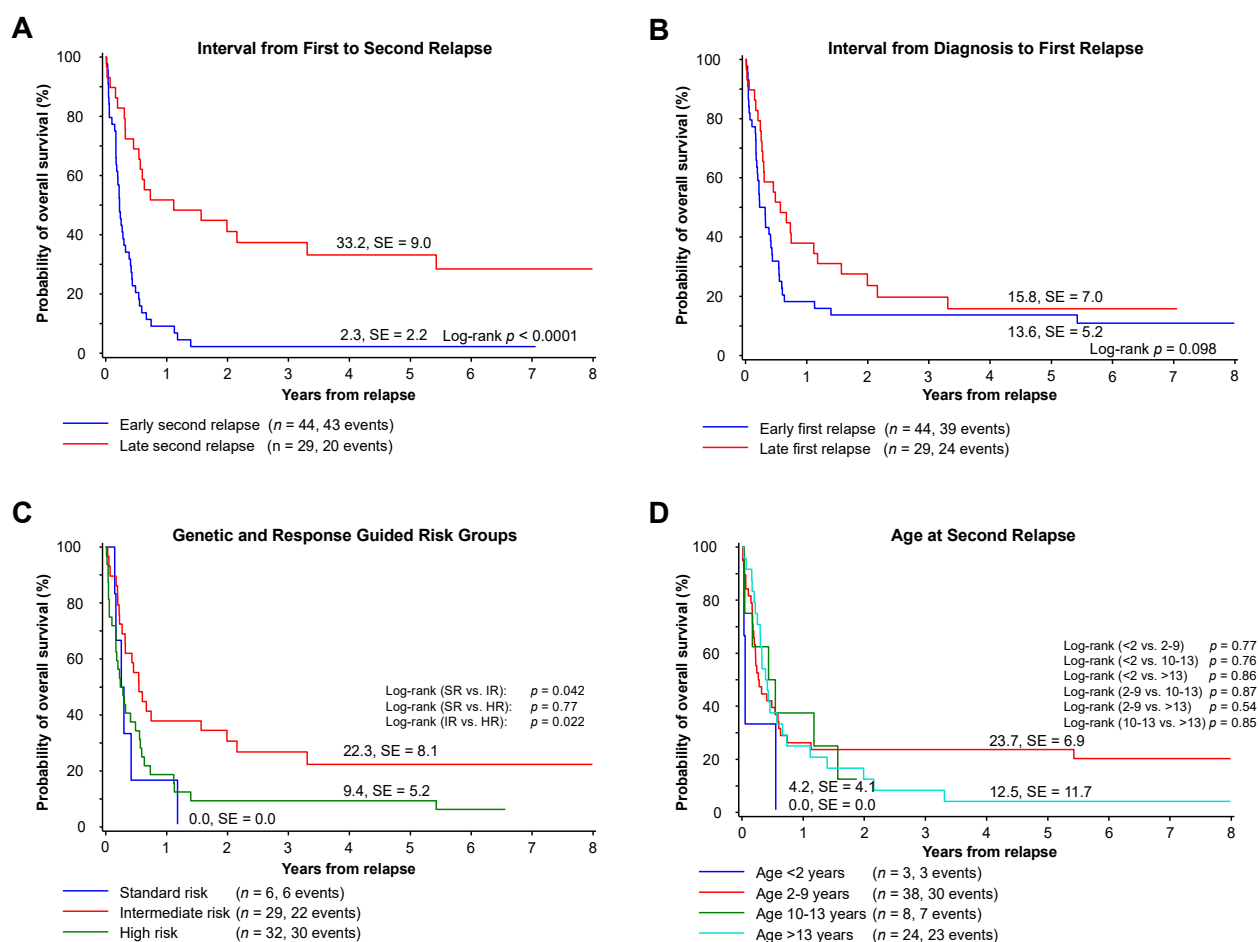 A
Interval from First to Second Relapse
Probability of overall survival (%)
100
80
60
40
20
0
33.2, SE = 9.0
2.3, SE = 2.2 Log-rank p < 0.0001
0 1 2 3 4 5 6 7 8
Years from relapse
Early second relapse (n = 44, 43 events)
Late second relapse (n = 29, 20 events)
B
Interval from Diagnosis to First Relapse
Probability of overall survival (%)
100
80
60
40
20
0
15.8, SE = 7.0
13.6, SE = 5.2
Log-rank p = 0.098
0 1 2 3 4 5 6 7 8
Years from relapse
Early first relapse (n = 44, 39 events)
Late first relapse (n = 29, 24 events)
C
Genetic and Response Guided Risk Groups
Probability of overall survival (%)
100
80
60
40
20
0
Log-rank (SR vs. IR): p = 0.042
Log-rank (SR vs. HR): p = 0.77
Log-rank (IR vs. HR): p = 0.022
22.3, SE = 8.1
9.4, SE = 5.2
0.0, SE = 0.0
0 1 2 3 4 5 6 7 8
Years from relapse
Standard risk (n = 6, 6 events)
Intermediate risk (n = 29, 22 events)
High risk (n = 32, 30 events)
D
Age at Second Relapse
Probability of overall survival (%)
100
80
60
40
20
0
Log-rank (<2 vs. 2-9) p = 0.77
Log-rank (<2 vs. 10-13) p = 0.76
Log-rank (<2 vs. >13) p = 0.86
Log-rank (2-9 vs. 10-13) p = 0.87
Log-rank (2-9 vs. >13) p = 0.54
Log-rank (10-13 vs. >13) p = 0.85
23.7, SE = 6.9
4.2, SE = 4.1
12.5, SE = 11.7
0.0, SE = 0.0
0 1 2 3 4 5 6 7 8
Years from relapse
Age <2 years (n = 3, 3 events)
Age 2-9 years (n = 38, 30 events)
Age 10-13 years (n = 8, 7 events)
Age >13 years (n = 24, 23 events)